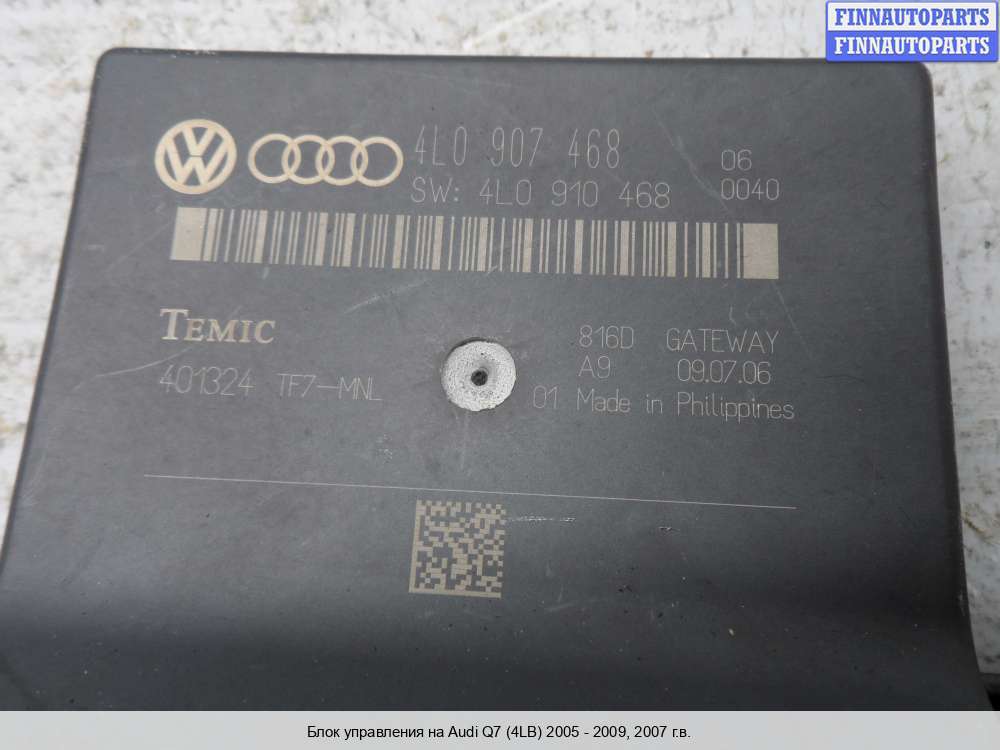 FINNAUTOPARTS
FINNAUTOPARTS
4L0 907 468 06
SW: 4L0 910 468 0040
TEMIC 816D GATEWAY
A9 09.07.06
401324 TF7-MNL 01 Made in Philippines
Блок управления на Audi Q7 (4LB) 2005 - 2009, 2007 г.в.